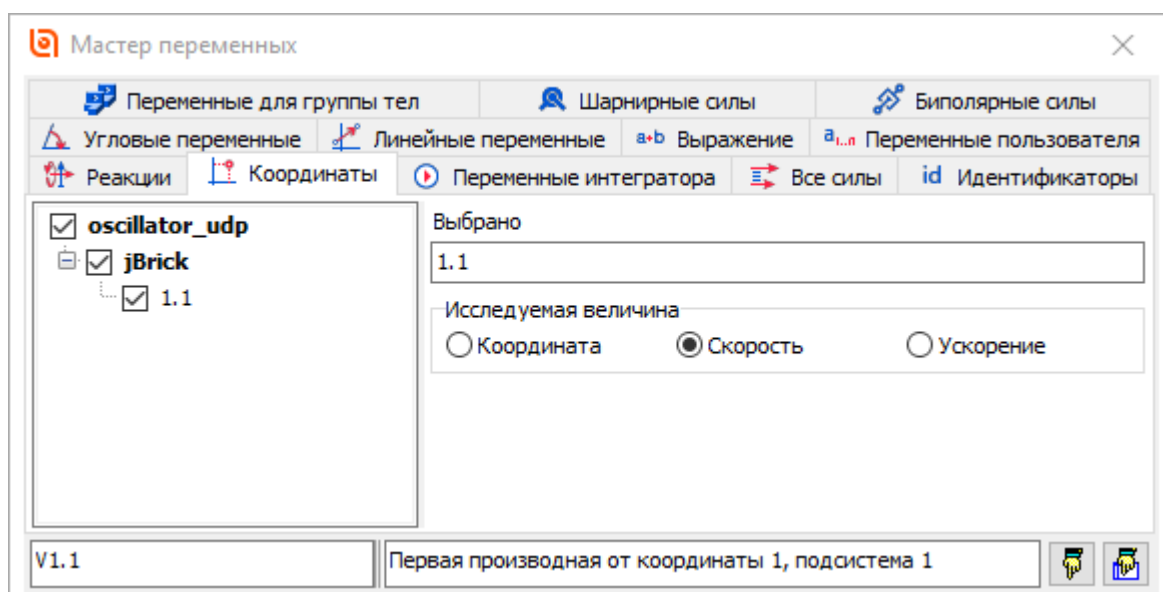 Мастер переменных
Переменные для группы тел Шарнирные силы Биполярные силы
Угловые переменные Линейные переменные a+b Выражение a1..n Переменные пользователя
Реакции Координаты Переменные интегратора Все силы id Идентификаторы
oscillator_udp
jBrick
1.1
Выбрано
1.1
Исследуемая величина
Координата Скорость Ускорение
V1.1 Первая производная от координаты 1, подсистема 1